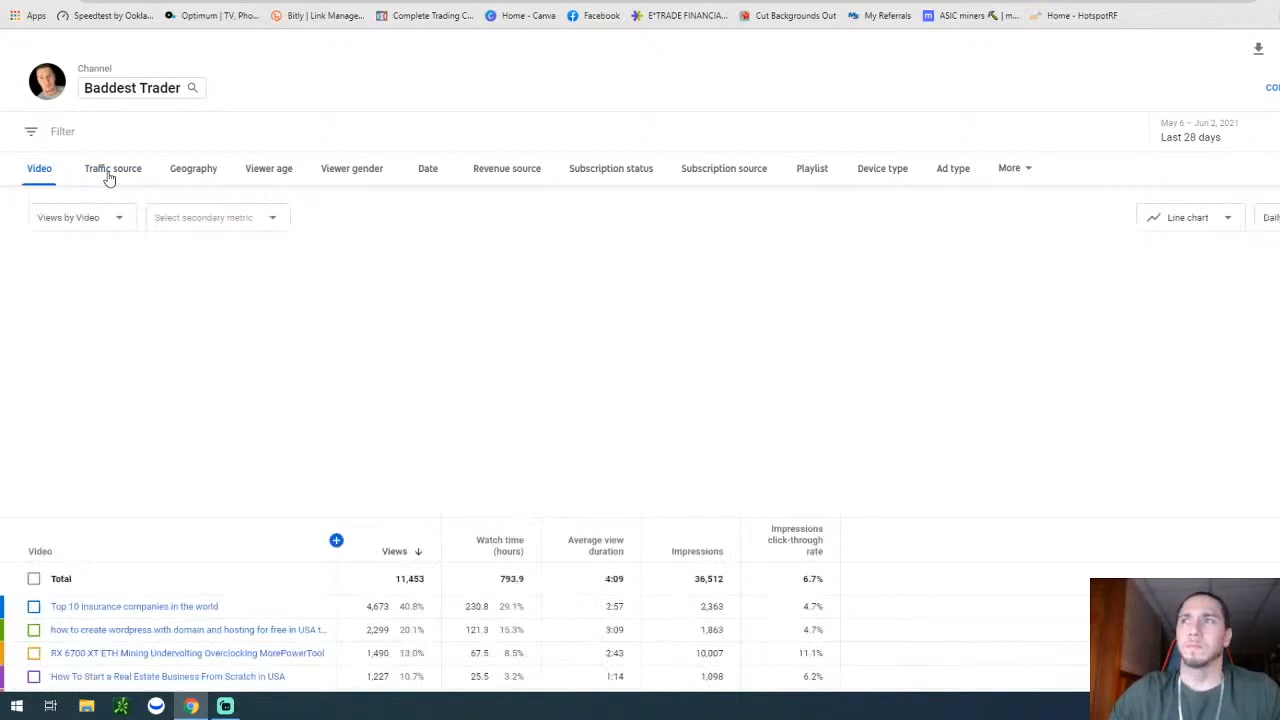 Apps Speedtest by Ookla... Optimum | TV, Pho... Bitly | Link Manage... Complete Trading C... Home - Canva Facebook E*TRADE FINANCIA... Cut Backgrounds Out My Referrals ASIC miners ⛏ | m... Home - HotspotRF
Channel
Baddest Trader
CO
Filter
May 6 – Jun 2, 2021
Last 28 days
Video Traffic source Geography Viewer age Viewer gender Date Revenue source Subscription status Subscription source Playlist Device type Ad type More
Views by Video Select secondary metric Line chart Dail
Impressions
Watch time Average view click-through
Video Views (hours) duration Impressions rate
Total 11,453 793.9 4:09 36,512 6.7%
Top 10 insurance companies in the world 4,673 40.8% 230.8 29.1% 2:57 2,363 4.7%
how to create wordpress with domain and hosting for free in USA t... 2,299 20.1% 121.3 15.3% 3:09 1,863 4.7%
RX 6700 XT ETH Mining Undervolting Overclocking MorePowerTool 1,490 13.0% 67.5 8.5% 2:43 10,007 11.1%
How To Start a Real Estate Business From Scratch in USA 1,227 10.7% 25.5 3.2% 1:14 1,098 6.2%